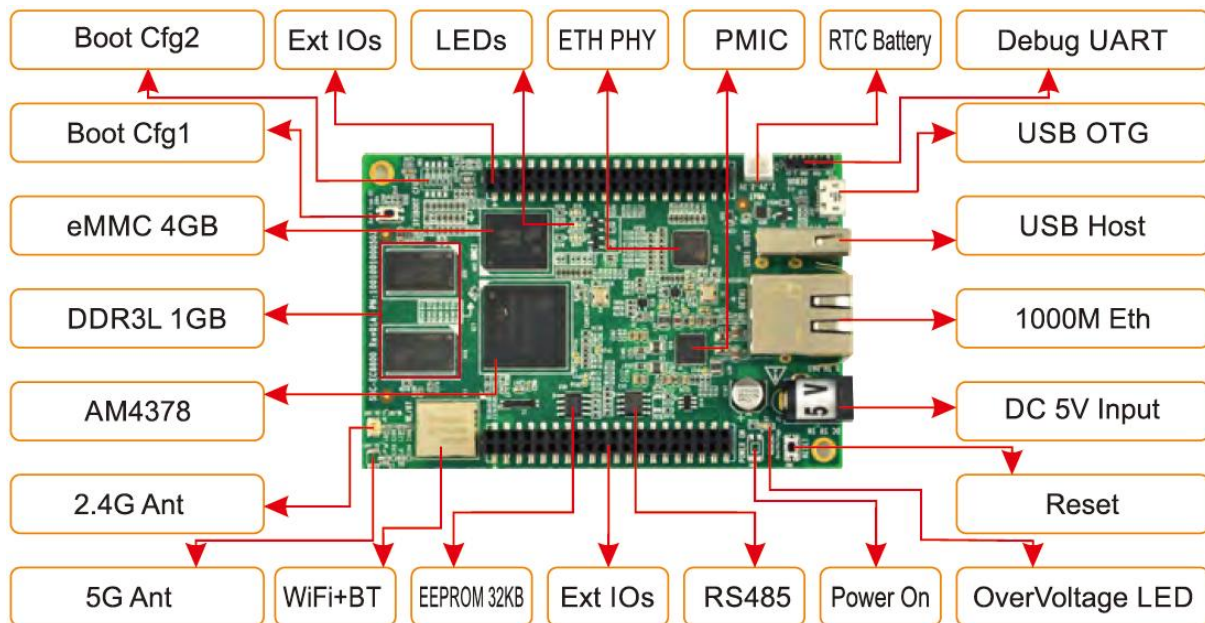 Boot Cfg2
Ext IOs
LEDs
ETH PHY
PMIC
RTC Battery
Debug UART
Boot Cfg1
USB OTG
eMMC 4GB
USB Host
DDR3L 1GB
1000M Eth
AM4378
DC 5V Input
5 V
2.4G Ant
Reset
5G Ant
WiFi+BT
EEPROM 32KB
Ext IOs
RS485
Power On
OverVoltage LED